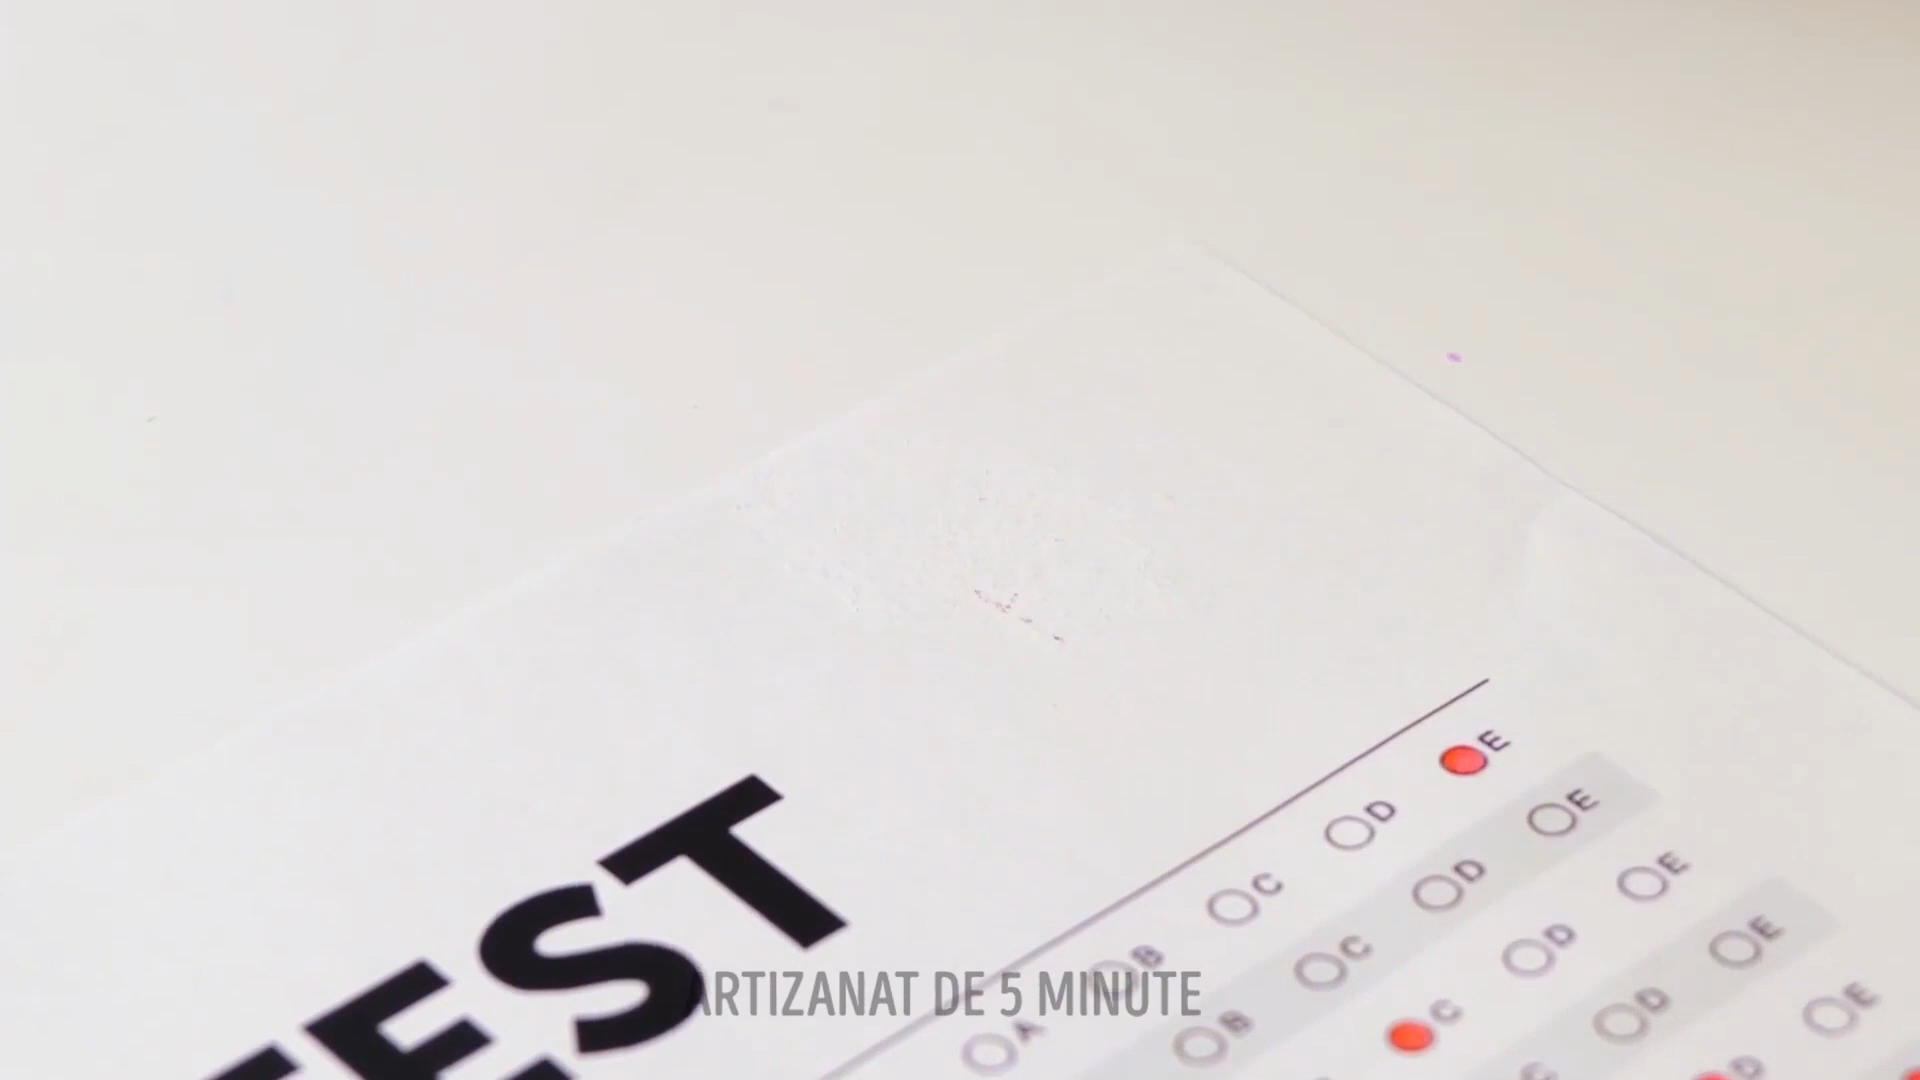 TEST
A B C D E
B C D E
C D E
C D E
D E
ARTIZANAT DE 5 MINUTE